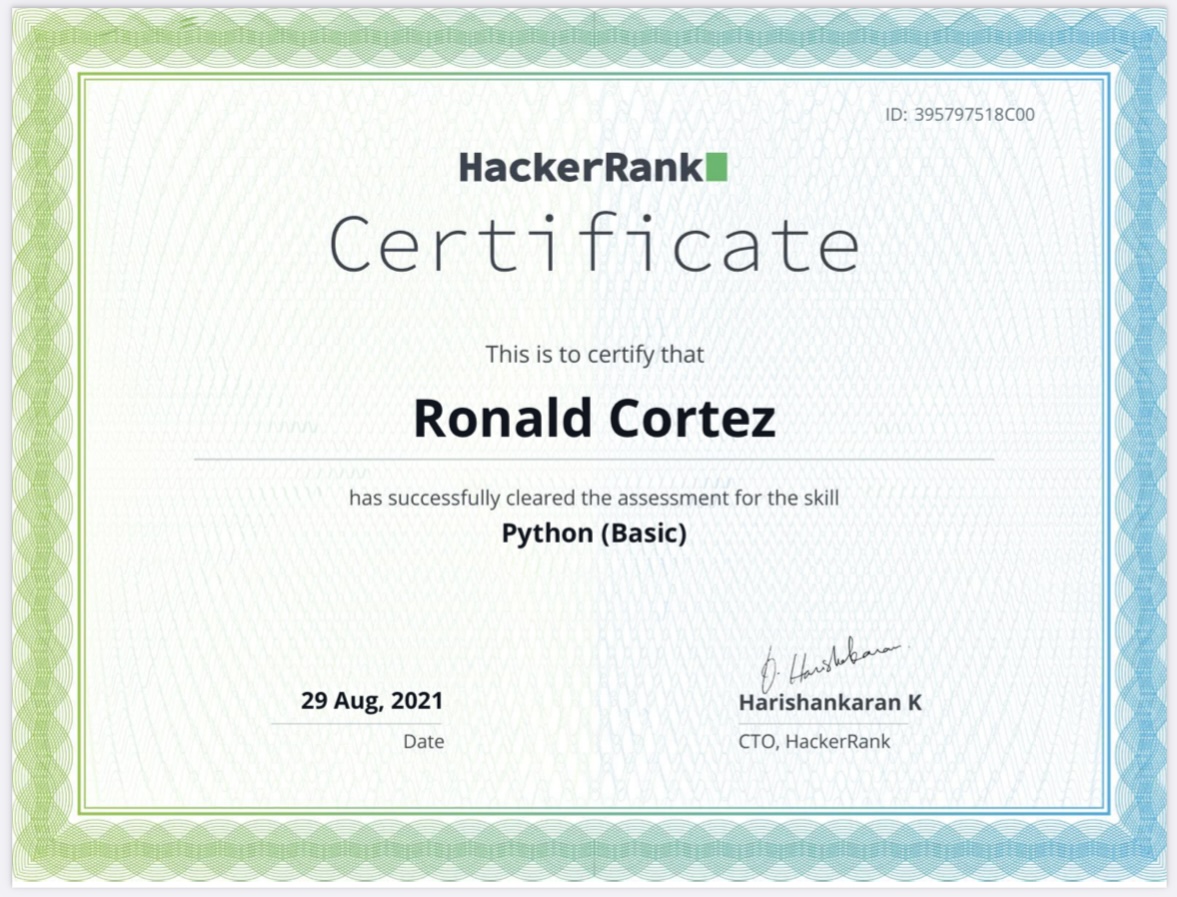 ID: 395797518C00
HackerRank
Certificate
This is to certify that
Ronald Cortez
has successfully cleared the assessment for the skill
Python (Basic)
29 Aug, 2021
Date
Harishankaran K
CTO, HackerRank